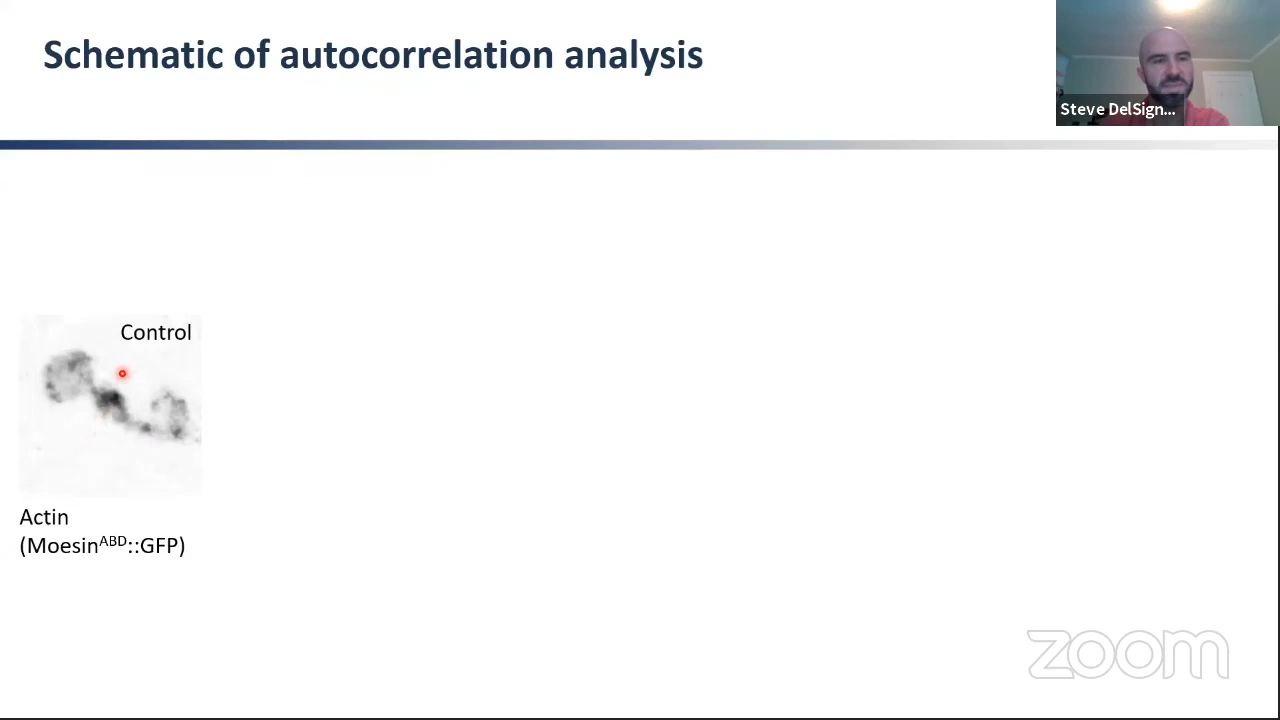 Schematic of autocorrelation analysis
Steve DelSign...
Control
Actin
(Moesinᴬᴮᴰ::GFP)
zoom